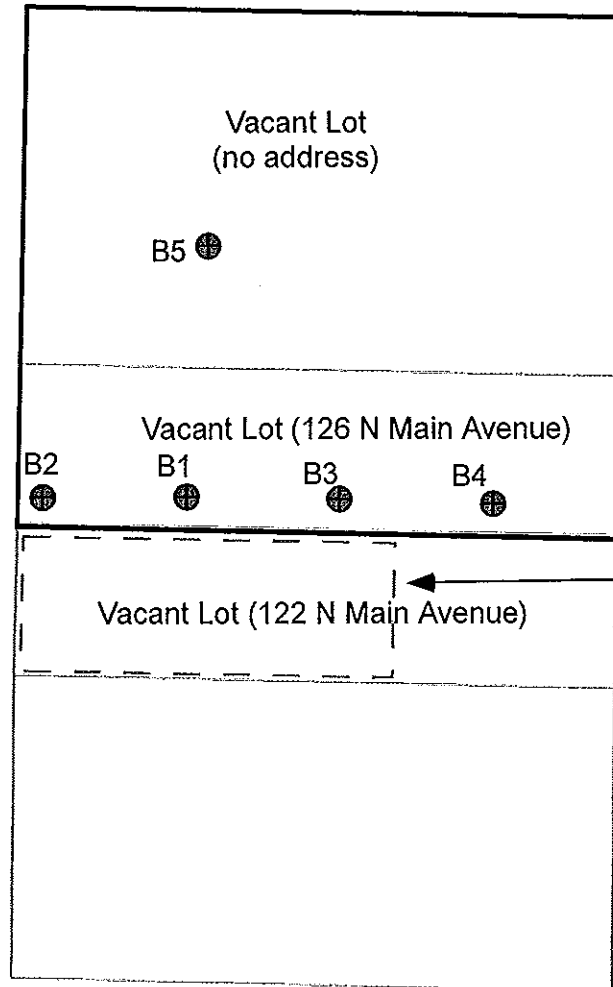 Vacant Lot
(no address)
B5
Vacant Lot (126 N Main Avenue)
B2 B1 B3 B4
Vacant Lot (122 N Main Avenue)